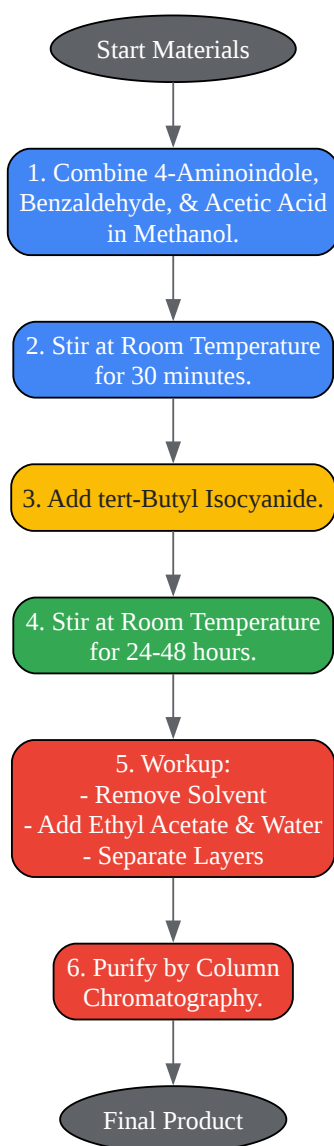 Start Materials
1. Combine 4-Aminoindole,
Benzaldehyde, & Acetic Acid
in Methanol.
2. Stir at Room Temperature
for 30 minutes.
3. Add tert-Butyl Isocyanide.
4. Stir at Room Temperature
for 24-48 hours.
5. Workup:
- Remove Solvent
- Add Ethyl Acetate & Water
- Separate Layers
6. Purify by Column
Chromatography.
Final Product